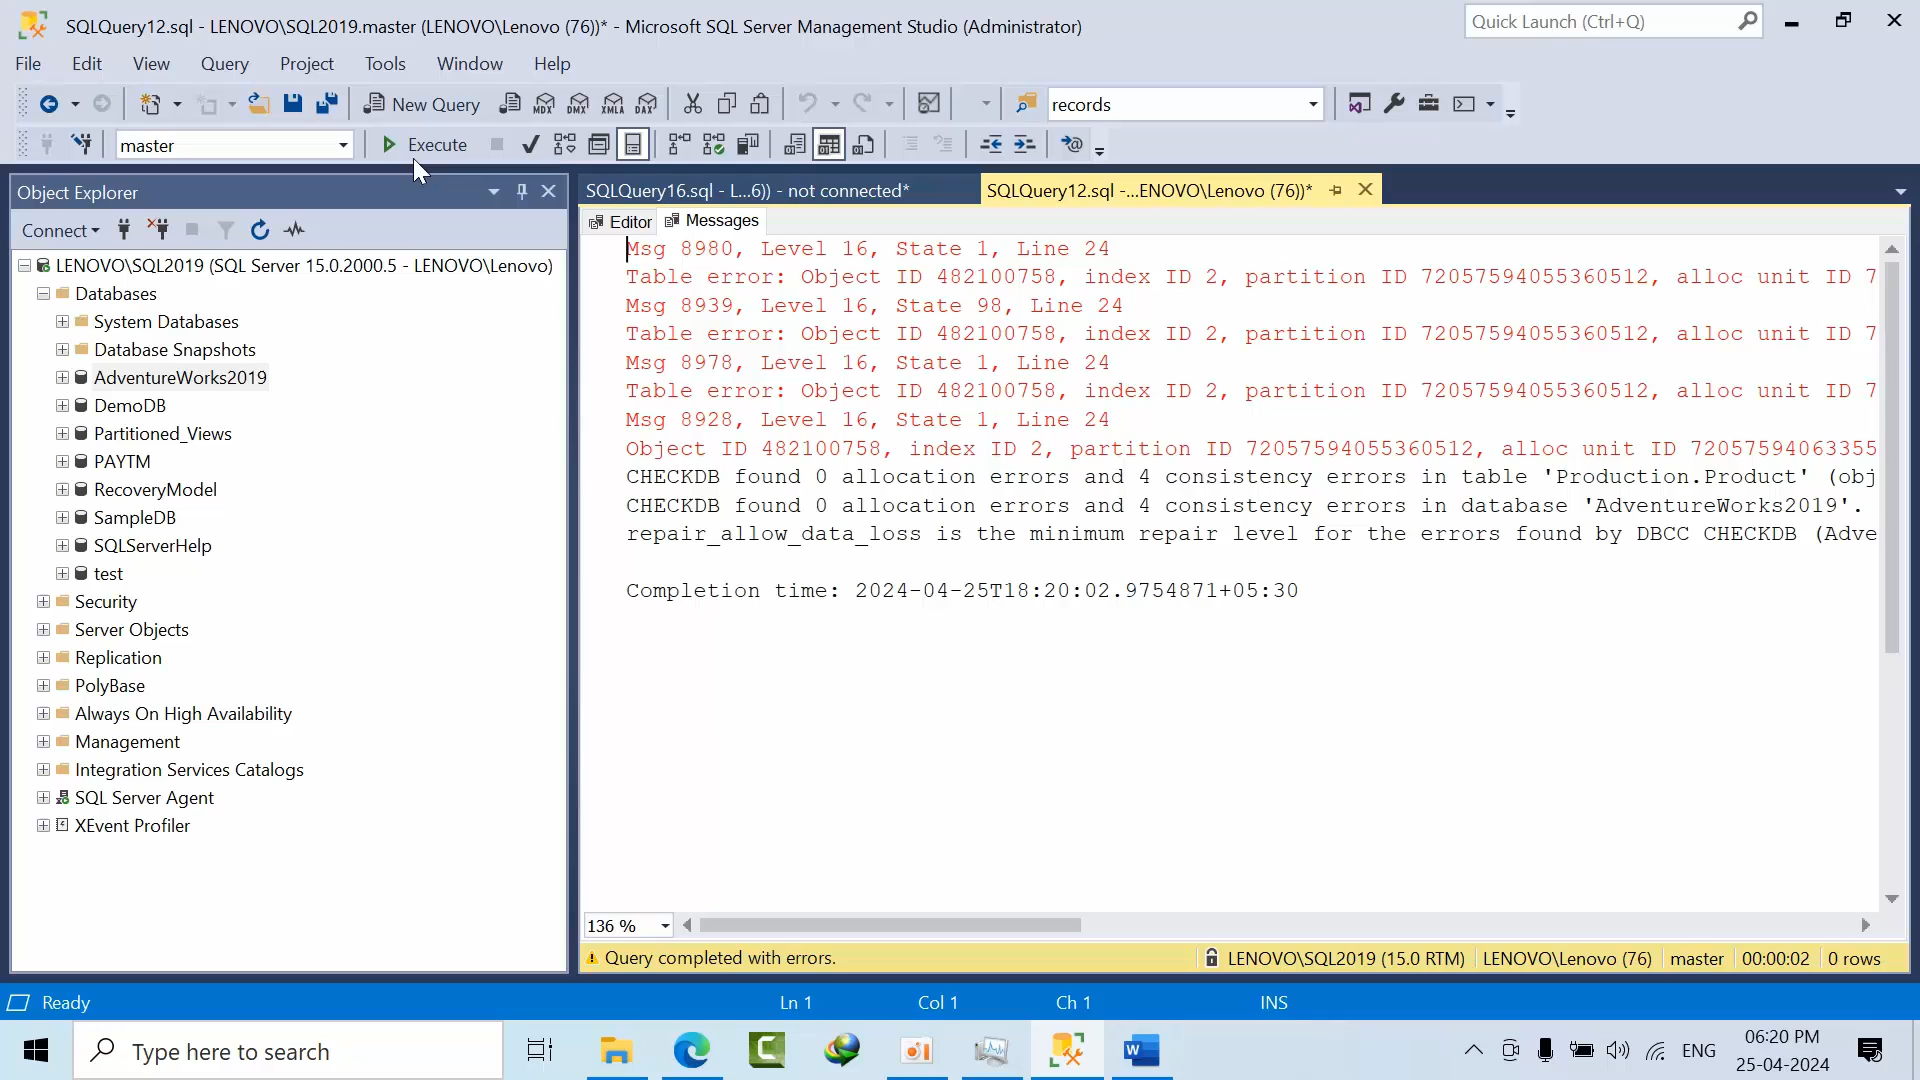 SQLQuery12.sql - LENOVO\SQL2019.master (LENOVO\Lenovo (76))* - Microsoft SQL Server Management Studio (Administrator)
Quick Launch (Ctrl+Q)
File Edit View Query Project Tools Window Help
New Query MDX DMX XMLA DAX records
master Execute
Object Explorer
SQLQuery16.sql - L...6)) - not connected*
SQLQuery12.sql -...ENOVO\Lenovo (76))*
Connect
Editor Messages
LENOVO\SQL2019 (SQL Server 15.0.2000.5 - LENOVO\Lenovo)
Databases
System Databases
Database Snapshots
AdventureWorks2019
DemoDB
Partitioned_Views
PAYTM
RecoveryModel
SampleDB
SQLServerHelp
test
Security
Server Objects
Replication
PolyBase
Always On High Availability
Management
Integration Services Catalogs
SQL Server Agent
XEvent Profiler
Msg 8980, Level 16, State 1, Line 24
Table error: Object ID 482100758, index ID 2, partition ID 72057594055360512, alloc unit ID 7
Msg 8939, Level 16, State 98, Line 24
Table error: Object ID 482100758, index ID 2, partition ID 72057594055360512, alloc unit ID 7
Msg 8978, Level 16, State 1, Line 24
Table error: Object ID 482100758, index ID 2, partition ID 72057594055360512, alloc unit ID 7
Msg 8928, Level 16, State 1, Line 24
Object ID 482100758, index ID 2, partition ID 72057594055360512, alloc unit ID 72057594063355
CHECKDB found 0 allocation errors and 4 consistency errors in table 'Production.Product' (obj
CHECKDB found 0 allocation errors and 4 consistency errors in database 'AdventureWorks2019'.
repair_allow_data_loss is the minimum repair level for the errors found by DBCC CHECKDB (Adve
Completion time: 2024-04-25T18:20:02.9754871+05:30
136 %
Query completed with errors.
LENOVO\SQL2019 (15.0 RTM) LENOVO\Lenovo (76) master 00:00:02 0 rows
Ready Ln 1 Col 1 Ch 1 INS
Type here to search
ENG
06:20 PM
25-04-2024